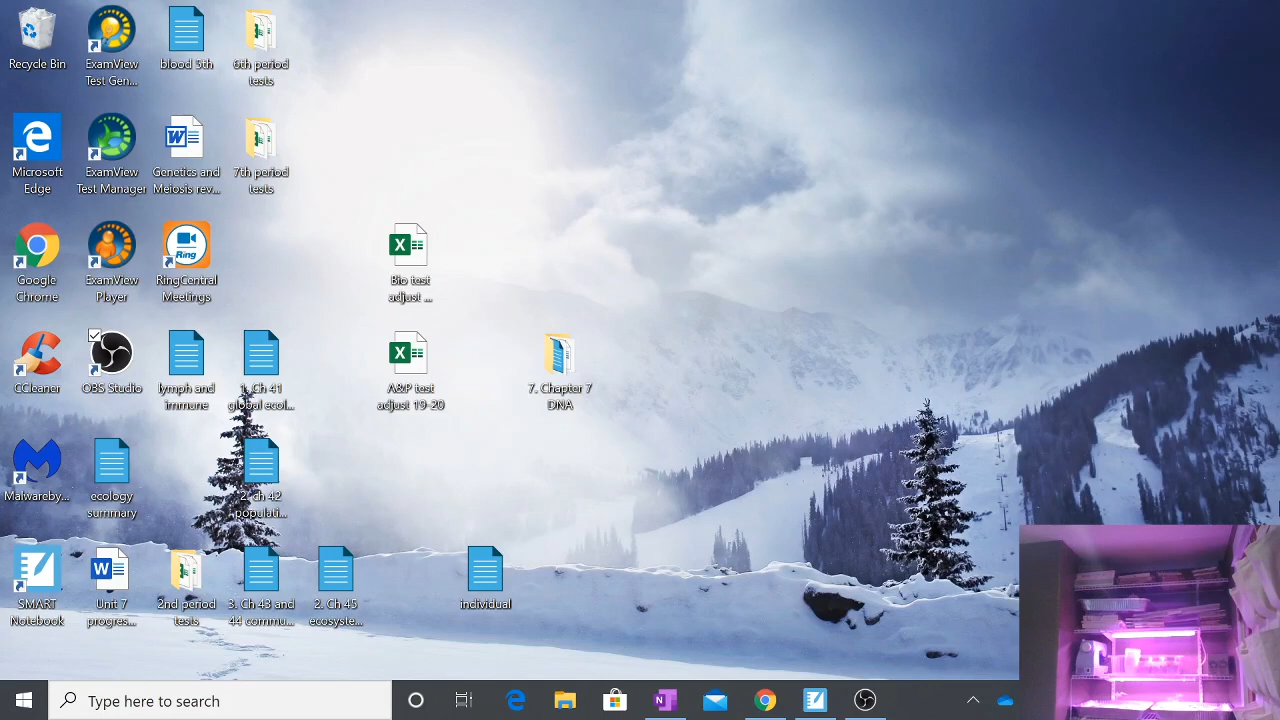 Recycle Bin
ExamView
Test Gen...
blood 5th
6th period
tests
Microsoft
Edge
ExamView
Test Manager
Genetics and
Meiosis rev...
7th period
tests
Google
Chrome
ExamView
Player
Ring
RingCentral
Meetings
Bio test
adjust ...
CCleaner
OBS Studio
lymph and
immune
1. Ch 41
global ecol...
A&P test
adjust 19-20
7. Chapter 7
DNA
Malwareby...
ecology
summary
2. Ch 42
populati...
SMART
Notebook
Unit 7
progres...
2nd period
tests
3. Ch 43 and
44 commu...
2. Ch 45
ecosyste...
individual
Type here to search